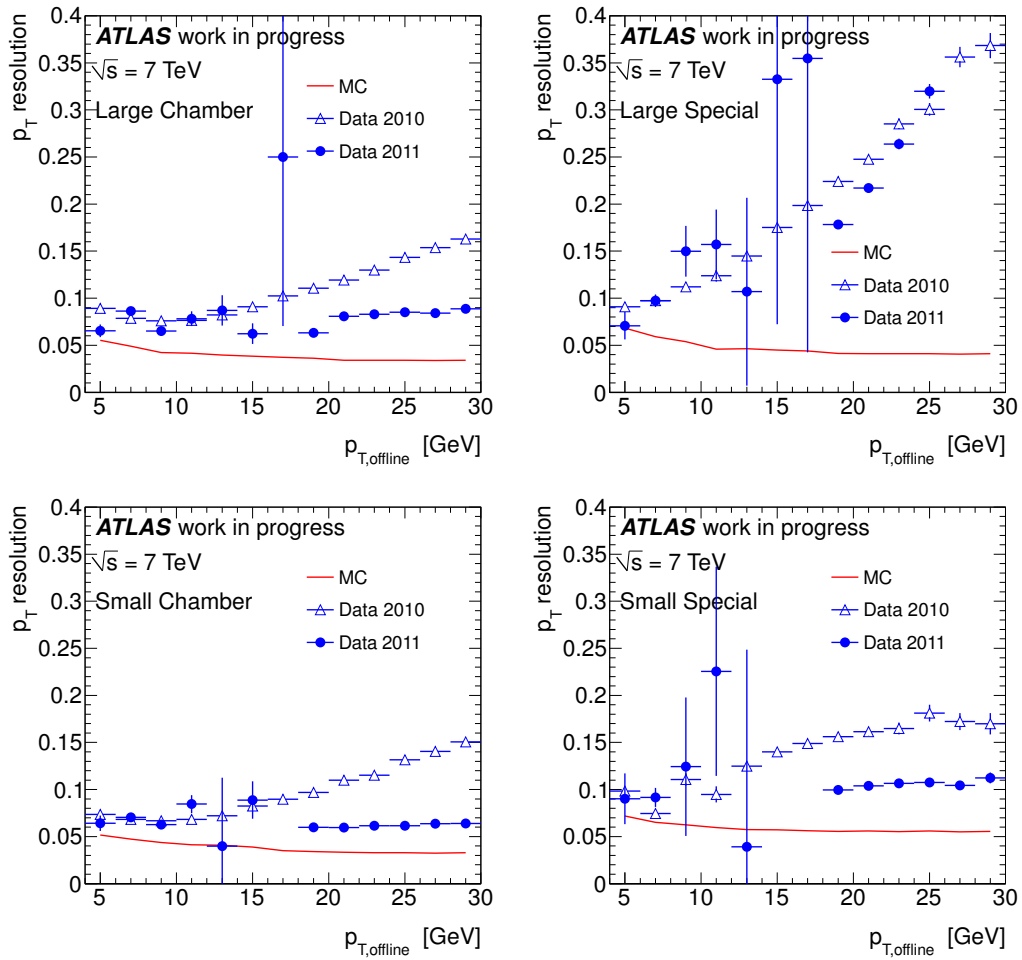 ATLAS work in progress
√s = 7 TeV
Large Chamber
MC
Data 2010
Data 2011
p_T resolution
0.4
0.35
0.3
0.25
0.2
0.15
0.1
0.05
0
5 10 15 20 25 30
p_T,offline [GeV]
ATLAS work in progress
√s = 7 TeV
Large Special
MC
Data 2010
Data 2011
p_T resolution
0.4
0.35
0.3
0.25
0.2
0.15
0.1
0.05
0
5 10 15 20 25 30
p_T,offline [GeV]
ATLAS work in progress
√s = 7 TeV
Small Chamber
MC
Data 2010
Data 2011
p_T resolution
0.4
0.35
0.3
0.25
0.2
0.15
0.1
0.05
0
5 10 15 20 25 30
p_T,offline [GeV]
ATLAS work in progress
√s = 7 TeV
Small Special
MC
Data 2010
Data 2011
p_T resolution
0.4
0.35
0.3
0.25
0.2
0.15
0.1
0.05
0
5 10 15 20 25 30
p_T,offline [GeV]